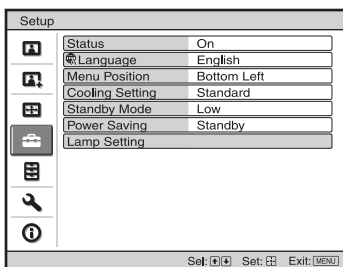 Setup
Status On
Language English
Menu Position Bottom Left
Cooling Setting Standard
Standby Mode Low
Power Saving Standby
Lamp Setting
Sel: Set: Exit: MENU